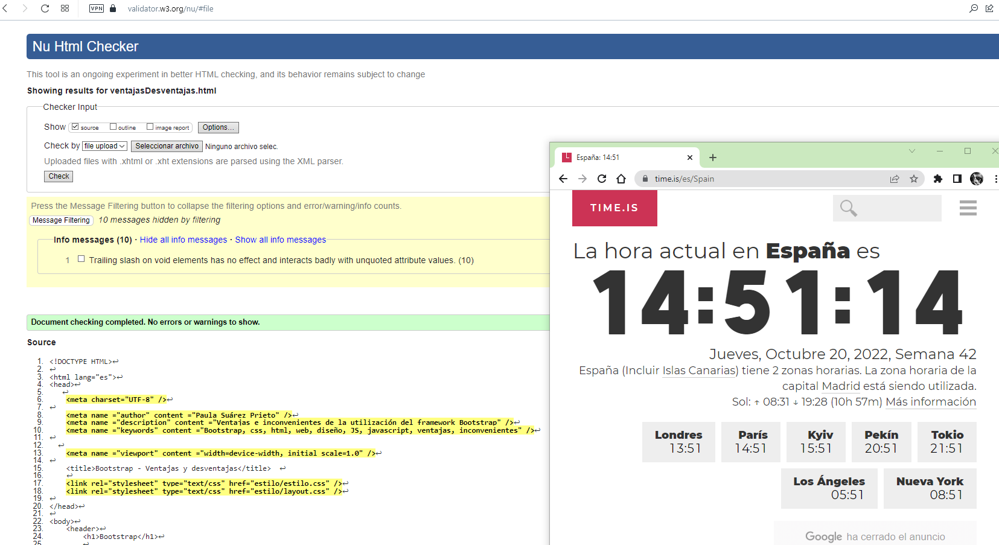 VPN validator.w3.org/nu/#file
Nu Html Checker
This tool is an ongoing experiment in better HTML checking, and its behavior remains subject to change
Showing results for ventajasDesventajas.html
Checker Input
Show source outline image report Options...
Check by file upload Seleccionar archivo Ninguno archivo selec.
Uploaded files with .xhtml or .xht extensions are parsed using the XML parser.
Check
Press the Message Filtering button to collapse the filtering options and error/warning/info counts.
Message Filtering 10 messages hidden by filtering
Info messages (10) · Hide all info messages · Show all info messages
1 Trailing slash on void elements has no effect and interacts badly with unquoted attribute values. (10)
Document checking completed. No errors or warnings to show.
Source
1. <!DOCTYPE HTML>↩
2. ↩
3. <html lang="es">↩
4. <head>↩
5. ↩
6. <meta charset="UTF-8" />↩
7. ↩
8. <meta name ="author" content ="Paula Suárez Prieto" />↩
9. <meta name ="description" content ="Ventajas e inconvenientes de la utilización del framework Bootstrap" />↩
10. <meta name ="keywords" content ="Bootstrap, css, html, web, diseño, JS, javascript, ventajas, inconvenientes" />↩
11. ↩
12. ↩
13. <meta name ="viewport" content ="width=device-width, initial scale=1.0" />↩
14. ↩
15. <title>Bootstrap - Ventajas y desventajas</title> ↩
16. ↩
17. <link rel="stylesheet" type="text/css" href="estilo/estilo.css" />↩
18. <link rel="stylesheet" type="text/css" href="estilo/layout.css" />↩
19. ↩
20. </head>↩
21. ↩
22. <body>↩
23. <header>↩
24. <h1>Bootstrap</h1>↩
25. ↩
España: 14:51
time.is/es/Spain
TIME.IS
La hora actual en España es
14:51:14
Jueves, Octubre 20, 2022, Semana 42
España (Incluir Islas Canarias) tiene 2 zonas horarias. La zona horaria de la
capital Madrid está siendo utilizada.
Sol: ↑ 08:31 ↓ 19:28 (10h 57m) Más información
Londres París Kyiv Pekín Tokio
13:51 14:51 15:51 20:51 21:51
Los Ángeles Nueva York
05:51 08:51
Google ha cerrado el anuncio